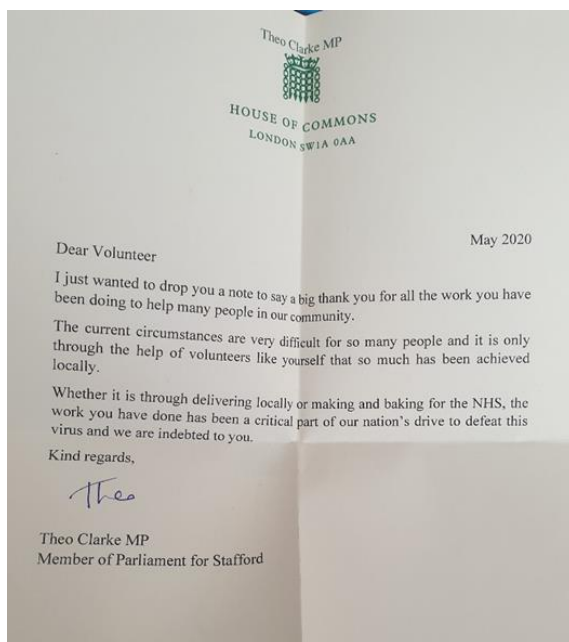 Theo Clarke MP
HOUSE OF COMMONS
LONDON SW1A 0AA
May 2020
Dear Volunteer
I just wanted to drop you a note to say a big thank you for all the work you have
been doing to help many people in our community.
The current circumstances are very difficult for so many people and it is only
through the help of volunteers like yourself that so much has been achieved
locally.
Whether it is through delivering locally or making and baking for the NHS, the
work you have done has been a critical part of our nation's drive to defeat this
virus and we are indebted to you.
Kind regards,
Theo
Theo Clarke MP
Member of Parliament for Stafford